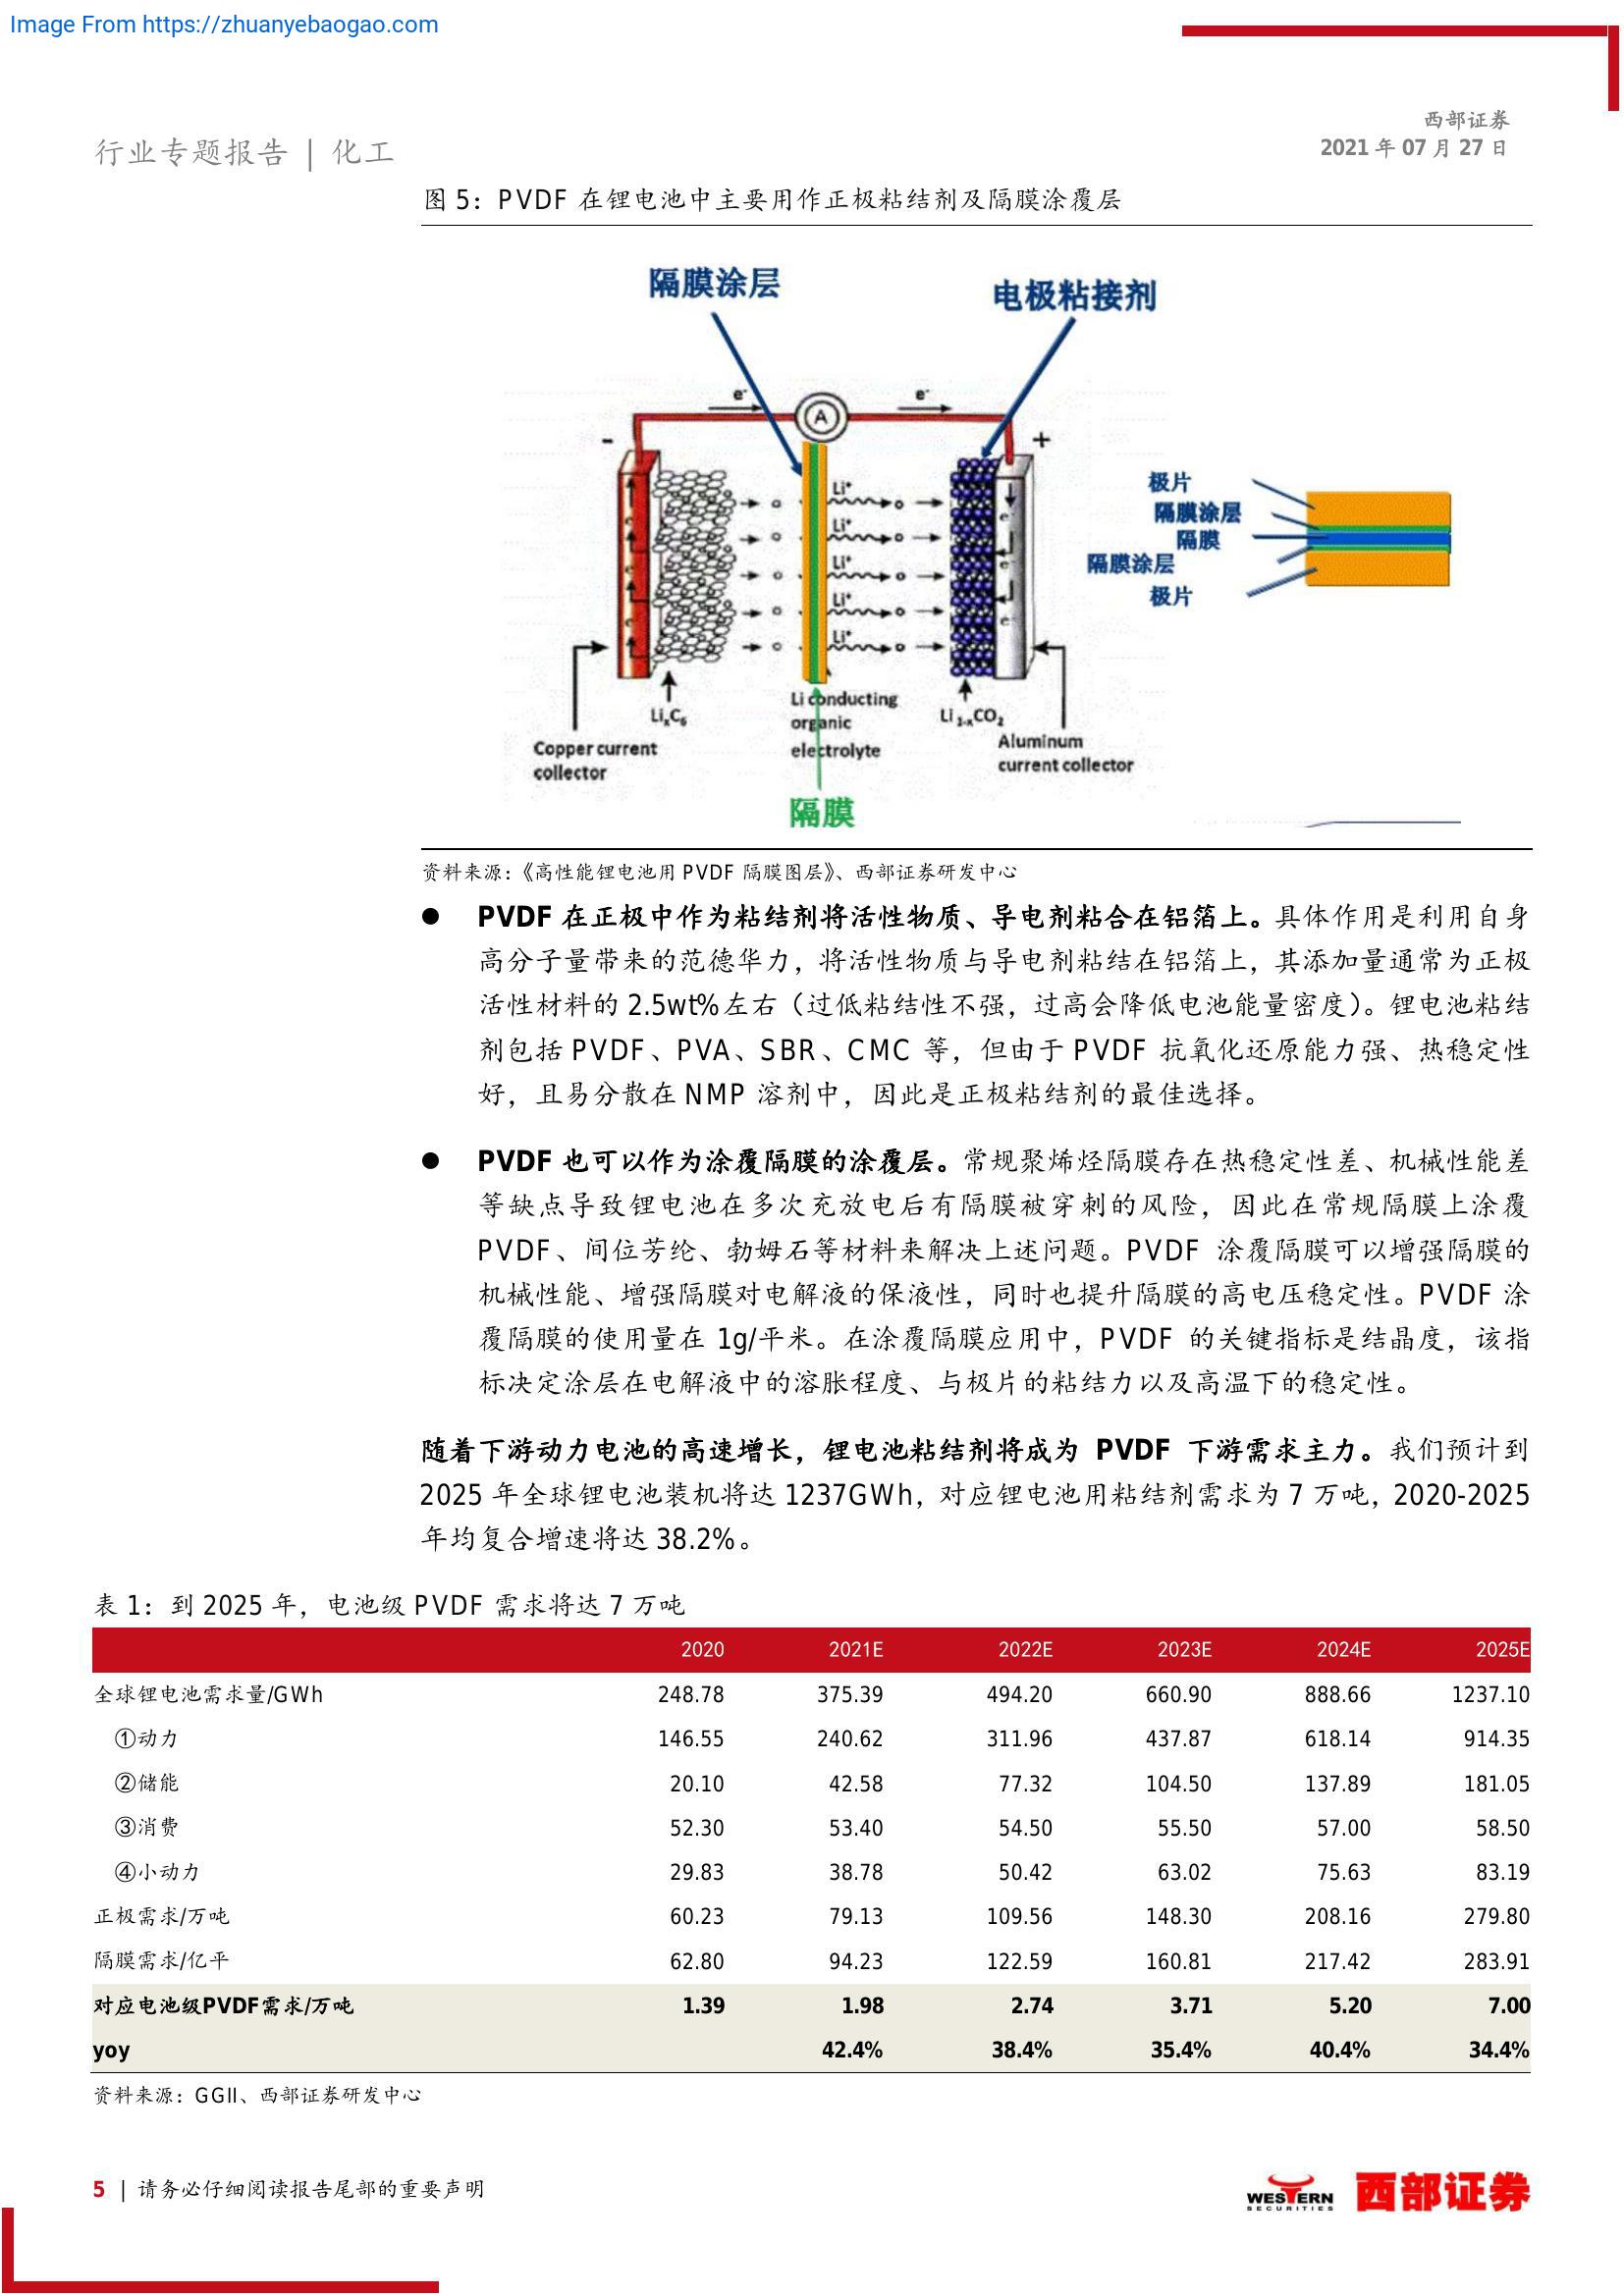 Image From https://zhuanyebaogao.com
西部证券
2021 年 07 月 27 日
行业专题报告 | 化工
图 5：PVDF 在锂电池中主要用作正极粘结剂及隔膜涂覆层
隔膜涂层
电极粘接剂
e-
A
e-
-
+
Li+
Li+
Li+
Li+
Li+
极片
隔膜涂层
隔膜
隔膜涂层
极片
LixC6
Li conducting
organic
electrolyte
Li1-xCO2
Copper current
collector
Aluminum
current collector
隔膜
资料来源：《高性能锂电池用 PVDF 隔膜图层》、西部证券研发中心
● PVDF 在正极中作为粘结剂将活性物质、导电剂粘合在铝箔上。具体作用是利用自身
高分子量带来的范德华力，将活性物质与导电剂粘结在铝箔上，其添加量通常为正极
活性材料的 2.5wt%左右（过低粘结性不强，过高会降低电池能量密度）。锂电池粘结
剂包括 PVDF、PVA、SBR、CMC 等，但由于 PVDF 抗氧化还原能力强、热稳定性
好，且易分散在 NMP 溶剂中，因此是正极粘结剂的最佳选择。
● PVDF 也可以作为涂覆隔膜的涂覆层。常规聚烯烃隔膜存在热稳定性差、机械性能差
等缺点导致锂电池在多次充放电后有隔膜被穿刺的风险，因此在常规隔膜上涂覆
PVDF、间位芳纶、勃姆石等材料来解决上述问题。PVDF 涂覆隔膜可以增强隔膜的
机械性能、增强隔膜对电解液的保液性，同时也提升隔膜的高电压稳定性。PVDF 涂
覆隔膜的使用量在 1g/平米。在涂覆隔膜应用中，PVDF 的关键指标是结晶度，该指
标决定涂层在电解液中的溶胀程度、与极片的粘结力以及高温下的稳定性。
随着下游动力电池的高速增长，锂电池粘结剂将成为 PVDF 下游需求主力。我们预计到
2025 年全球锂电池装机将达 1237GWh，对应锂电池用粘结剂需求为 7 万吨，2020-2025
年均复合增速将达 38.2%。
表 1：到 2025 年，电池级 PVDF 需求将达 7 万吨
2020 2021E 2022E 2023E 2024E 2025E
全球锂电池需求量/GWh 248.78 375.39 494.20 660.90 888.66 1237.10
①动力 146.55 240.62 311.96 437.87 618.14 914.35
②储能 20.10 42.58 77.32 104.50 137.89 181.05
③消费 52.30 53.40 54.50 55.50 57.00 58.50
④小动力 29.83 38.78 50.42 63.02 75.63 83.19
正极需求/万吨 60.23 79.13 109.56 148.30 208.16 279.80
隔膜需求/亿平 62.80 94.23 122.59 160.81 217.42 283.91
对应电池级PVDF需求/万吨 1.39 1.98 2.74 3.71 5.20 7.00
yoy 42.4% 38.4% 35.4% 40.4% 34.4%
资料来源：GGII、西部证券研发中心
5 | 请务必仔细阅读报告尾部的重要声明
WESTERN
SECURITIES
西部证券